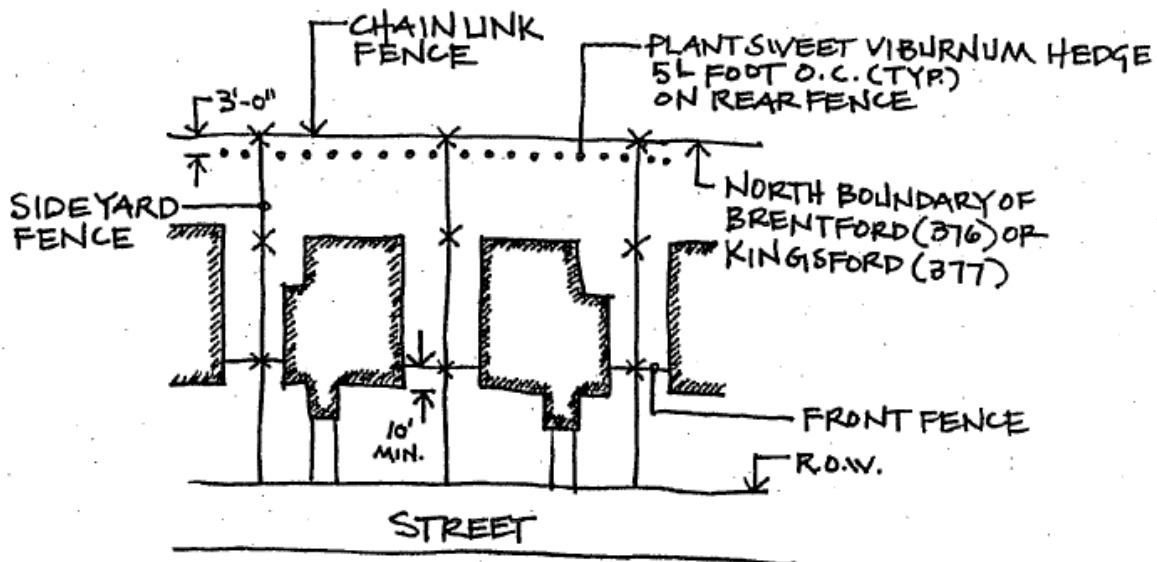 CHAIN LINK
FENCE
PLANT SWEET VIBURNUM HEDGE
5L FOOT O.C. (TYP.)
ON REAR FENCE
3'-0"
SIDEYARD
FENCE
NORTH BOUNDARY OF
BRENTFORD (376) OR
KINGSFORD (377)
10'
MIN.
FRONT FENCE
R.O.W.
STREET